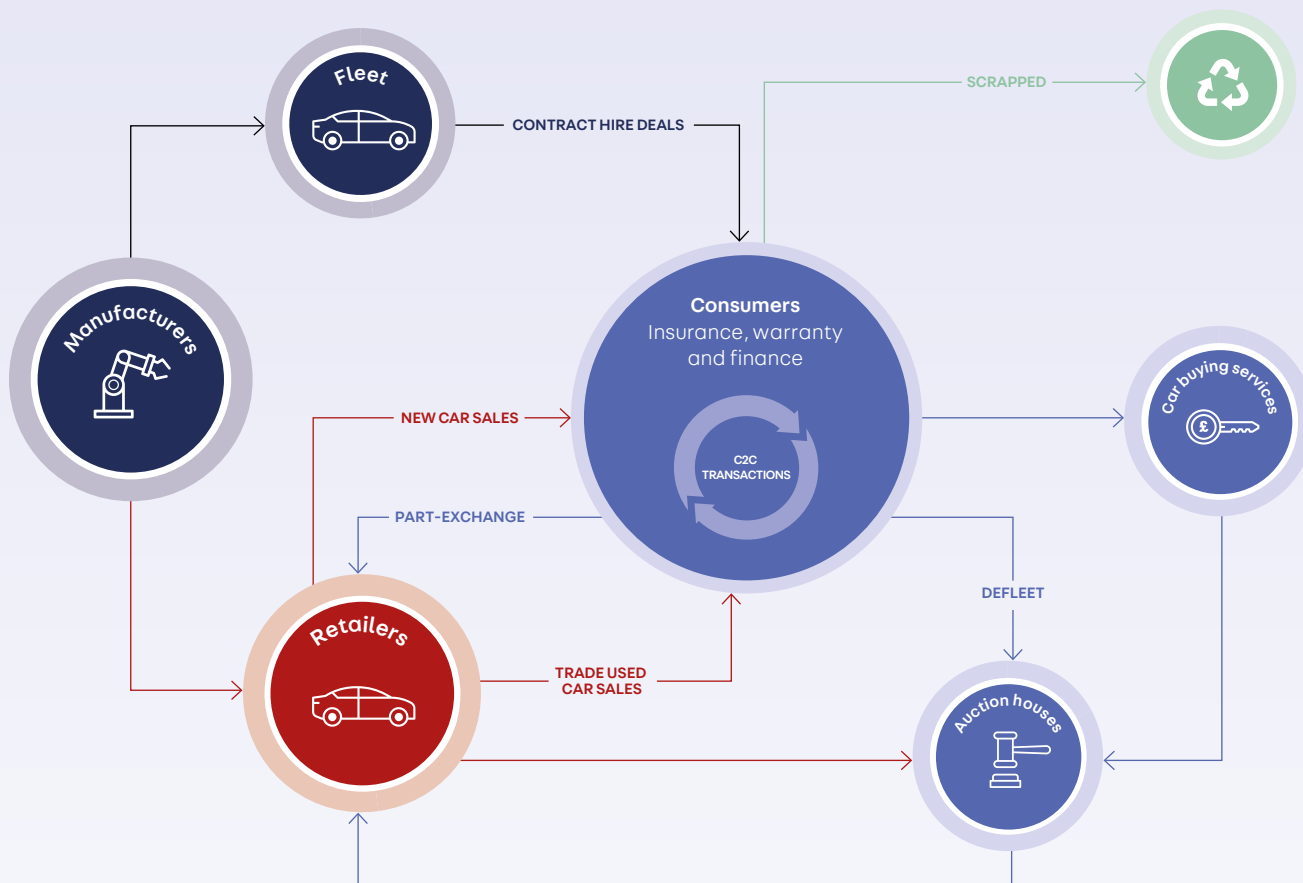 Fleet
SCRAPPED
CONTRACT HIRE DEALS
Manufacturers
Consumers
Insurance, warranty
and finance
Car buying services
£
NEW CAR SALES
C2C
TRANSACTIONS
PART-EXCHANGE
DEFLEET
Retailers
TRADE USED
CAR SALES
Auction houses